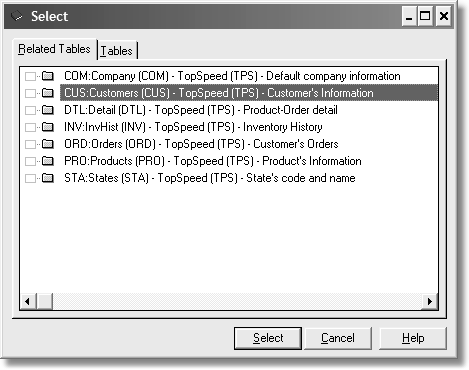 Select
Related Tables Tables
COM:Company (COM) - TopSpeed (TPS) - Default company information
CUS:Customers (CUS) - TopSpeed (TPS) - Customer's Information
DTL:Detail (DTL) - TopSpeed (TPS) - Product-Order detail
INV:InvHist (INV) - TopSpeed (TPS) - Inventory History
ORD:Orders (ORD) - TopSpeed (TPS) - Customer's Orders
PRO:Products (PRO) - TopSpeed (TPS) - Product's Information
STA:States (STA) - TopSpeed (TPS) - State's code and name
Select Cancel Help